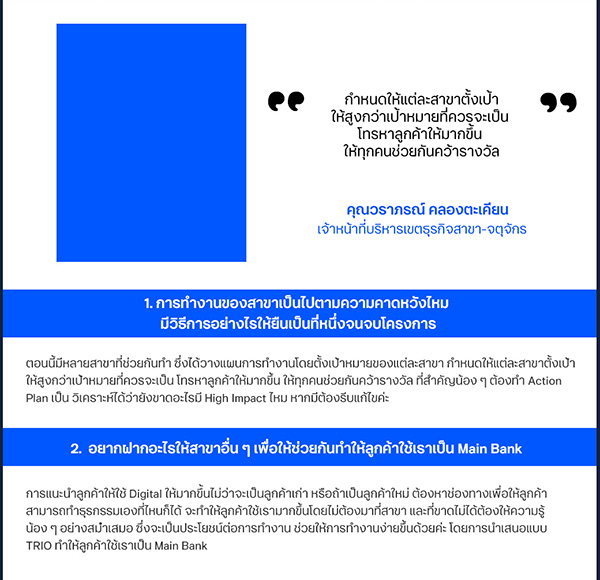 ❝ กำหนดให้แต่ละสาขาตั้งเป้า ❞
ให้สูงกว่าเป้าหมายที่ควรจะเป็น
โทรหาลูกค้าให้มากขึ้น
ให้ทุกคนช่วยกันคว้ารางวัล
คุณวราภรณ์ คลองตะเคียน
เจ้าหน้าที่บริหารเขตธุรกิจสาขา-จตุจักร
1. การทำงานของสาขาเป็นไปตามความคาดหวังไหม
มีวิธีการอย่างไรให้ยืนเป็นที่หนึ่งจนจบโครงการ
ตอนนี้มีหลายสาขาที่ช่วยกันทำ ซึ่งได้วางแผนการทำงานโดยตั้งเป้าหมายของแต่ละสาขา กำหนดให้แต่ละสาขาตั้งเป้า
ให้สูงกว่าเป้าหมายที่ควรจะเป็น โทรหาลูกค้าให้มากขึ้น ให้ทุกคนช่วยกันคว้ารางวัล ที่สำคัญน้อง ๆ ต้องทำ Action
Plan เป็น วิเคราะห์ได้ว่ายังขาดอะไรมี High Impact ไหม หากมีต้องรีบแก้ไขค่ะ
2. อยากฝากอะไรให้สาขาอื่น ๆ เพื่อให้ช่วยกันทำให้ลูกค้าใช้เราเป็น Main Bank
การแนะนำลูกค้าให้ใช้ Digital ให้มากขึ้นไม่ว่าจะเป็นลูกค้าเก่า หรือถ้าเป็นลูกค้าใหม่ ต้องหาช่องทางเพื่อให้ลูกค้า
สามารถทำธุรกรรมเองที่ไหนก็ได้ จะทำให้ลูกค้าใช้เรามากขึ้นโดยไม่ต้องมาที่สาขา และที่ขาดไม่ได้ต้องให้ความรู้
น้อง ๆ อย่างสม่ำเสมอ ซึ่งจะเป็นประโยชน์ต่อการทำงาน ช่วยให้การทำงานง่ายขึ้นด้วยค่ะ โดยการนำเสนอแบบ
TRIO ทำให้ลูกค้าใช้เราเป็น Main Bank